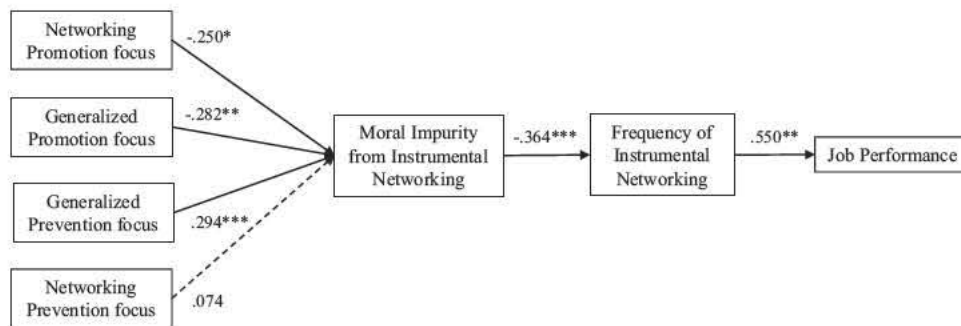 Networking
Promotion focus
-.250*
Generalized
Promotion focus
-.282**
Moral Impurity
from Instrumental
Networking
-.364***
Frequency of
Instrumental
Networking
.550**
Job Performance
Generalized
Prevention focus
.294***
Networking
Prevention focus
.074